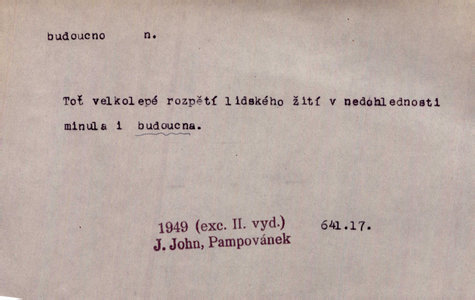 budoucno n.
Toť velkolepé rozpětí lidského žití v nedohlednosti
minula i budoucna.
1949 (exc. II. vyd.) 641.17.
J. John, Pampovánek